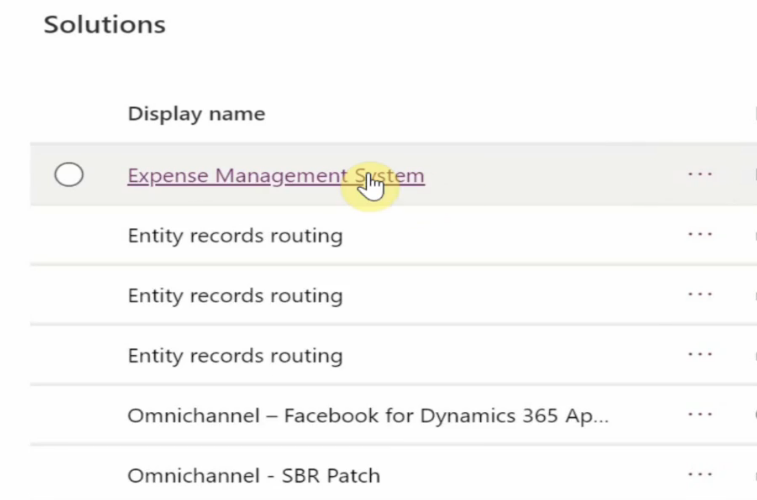 Solutions
Display name
Expense Management System
Entity records routing
Entity records routing
Entity records routing
Omnichannel – Facebook for Dynamics 365 Ap...
Omnichannel - SBR Patch